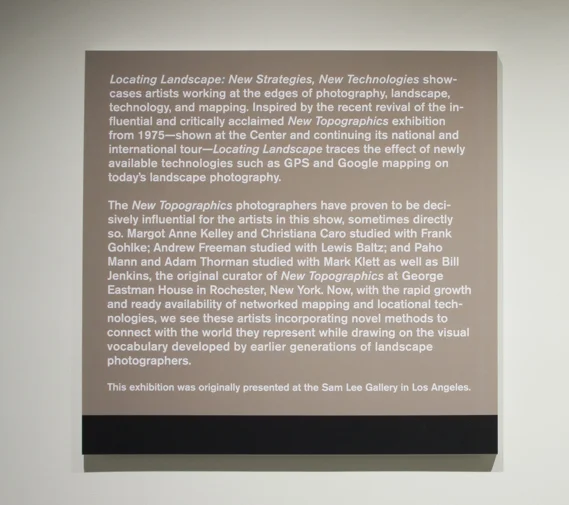 Locating Landscape: New Strategies, New Technologies show-
cases artists working at the edges of photography, landscape,
technology, and mapping. Inspired by the recent revival of the in-
fluential and critically acclaimed New Topographics exhibition
from 1975—shown at the Center and continuing its national and
international tour—Locating Landscape traces the effect of newly
available technologies such as GPS and Google mapping on
today's landscape photography.
The New Topographics photographers have proven to be deci-
sively influential for the artists in this show, sometimes directly
so. Margot Anne Kelley and Christiana Caro studied with Frank
Gohlke; Andrew Freeman studied with Lewis Baltz; and Paho
Mann and Adam Thorman studied with Mark Klett as well as Bill
Jenkins, the original curator of New Topographics at George
Eastman House in Rochester, New York. Now, with the rapid growth
and ready availability of networked mapping and locational tech-
nologies, we see these artists incorporating novel methods to
connect with the world they represent while drawing on the visual
vocabulary developed by earlier generations of landscape
photographers.
This exhibition was originally presented at the Sam Lee Gallery in Los Angeles.